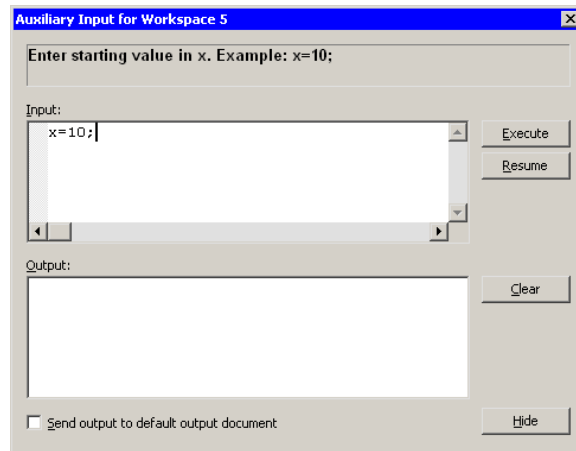 Auxiliary Input for Workspace 5
Enter starting value in x. Example: x=10;
Input:
x=10;
Execute
Resume
Output:
Clear
Send output to default output document
Hide